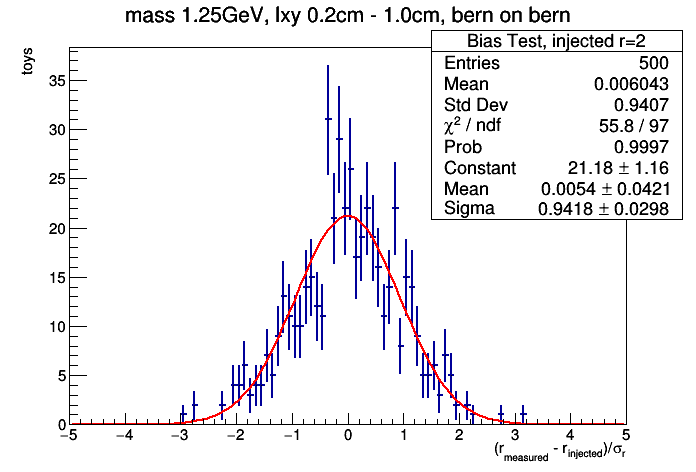 mass 1.25GeV, lxy 0.2cm - 1.0cm, bern on bern
toys
Bias Test, injected r=2
Entries 500
Mean 0.006043
Std Dev 0.9407
χ² / ndf 55.8 / 97
Prob 0.9997
Constant 21.18 ± 1.16
Mean 0.0054 ± 0.0421
Sigma 0.9418 ± 0.0298
35
30
25
20
15
10
5
0
−5 −4 −3 −2 −1 0 1 2 3 4 5
(r_measured - r_injected)/σ_r